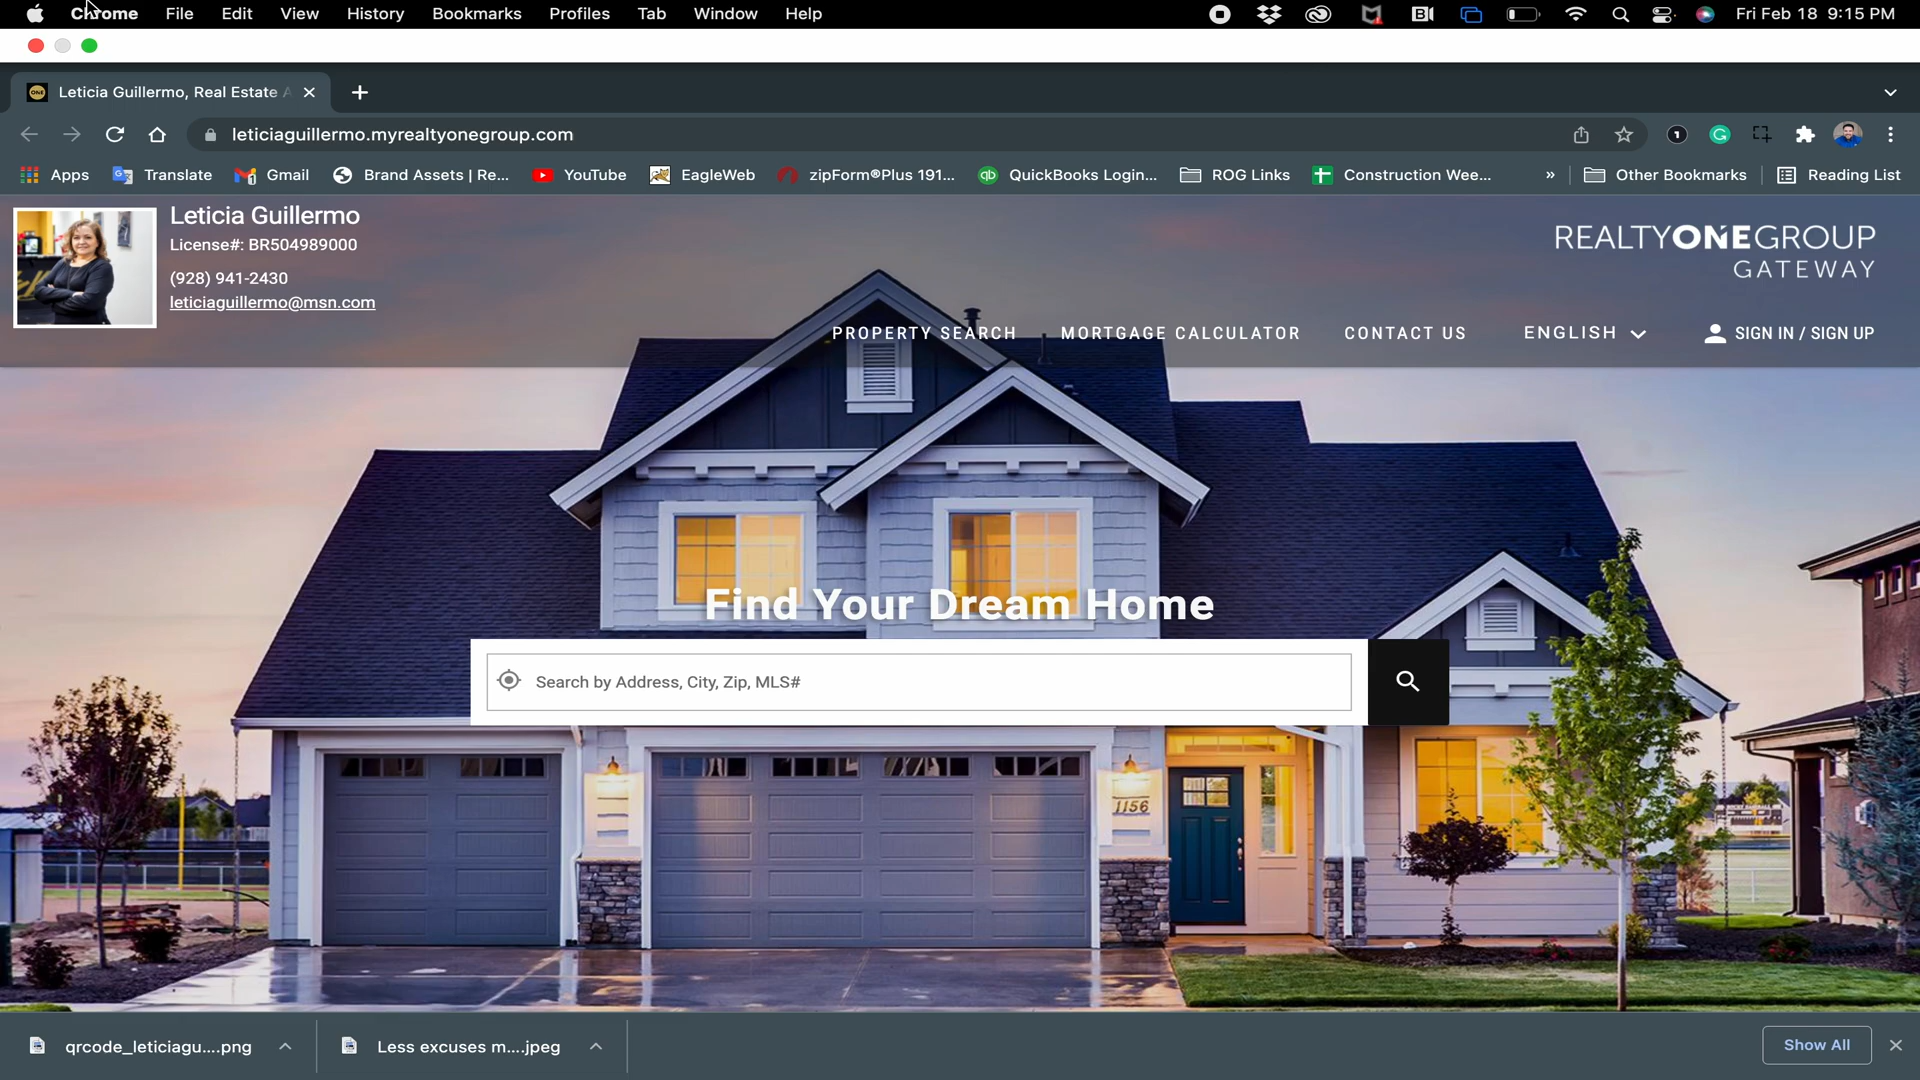 Chrome File Edit View History Bookmarks Profiles Tab Window Help Fri Feb 18 9:15 PM
Leticia Guillermo, Real Estate A
leticiaguillermo.myrealtyonegroup.com
Apps Translate Gmail Brand Assets | Re... YouTube EagleWeb zipForm®Plus 191... QuickBooks Login... ROG Links Construction Wee... » Other Bookmarks Reading List
Leticia Guillermo
License#: BR504989000
(928) 941-2430
leticiaguillermo@msn.com
REALTYONEGROUP
GATEWAY
PROPERTY SEARCH MORTGAGE CALCULATOR CONTACT US ENGLISH SIGN IN / SIGN UP
Find Your Dream Home
Search by Address, City, Zip, MLS#
1156
qrcode_leticiagu....png Less excuses m....jpeg Show All